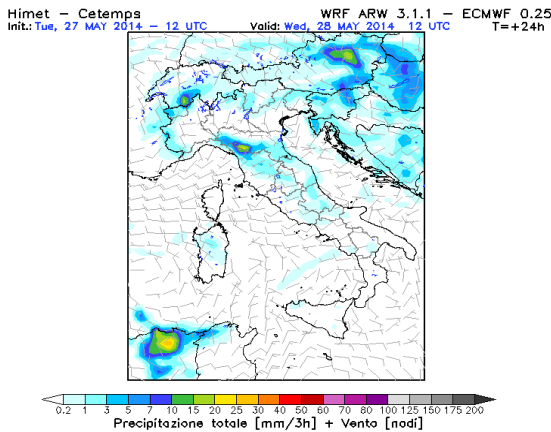 Himet – Cetemps WRF ARW 3.1.1 – ECMWF 0.25
Init.: Tue, 27 MAY 2014 – 12 UTC Valid: Wed, 28 MAY 2014 12 UTC T=+24h
0.2 1 3 5 7 10 15 20 25 30 40 50 60 70 80 100 125 150 175 200
Precipitazione totale [mm/3h] + Vento [nodi]